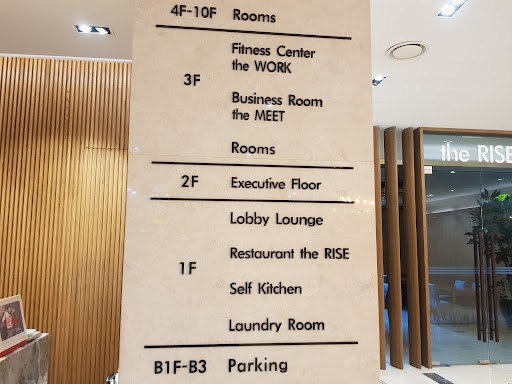 4F-10F Rooms
3F
Fitness Center
the WORK
Business Room
the MEET
Rooms
2F Executive Floor
1F
Lobby Lounge
Restaurant the RISE
Self Kitchen
Laundry Room
B1F-B3 Parking
the RISE